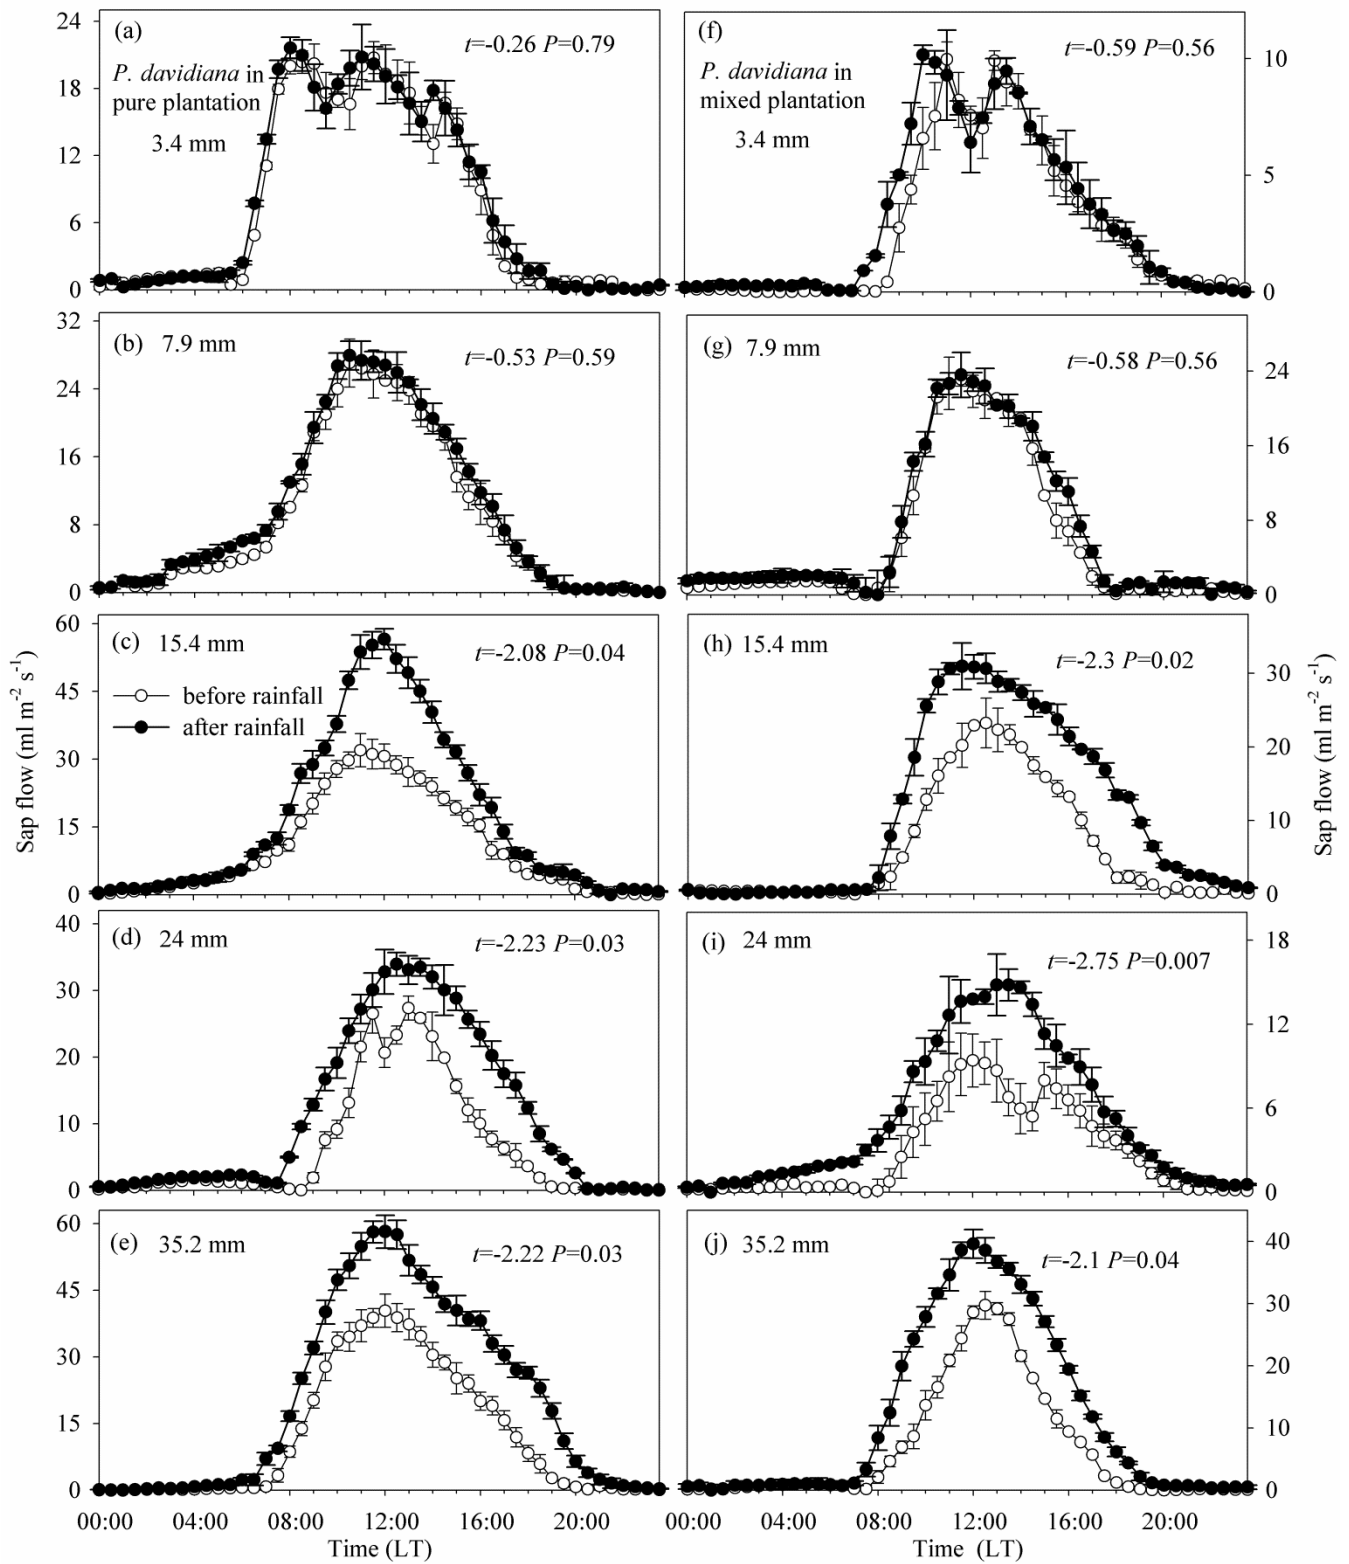 (a)
t=-0.26 P=0.79
P. davidiana in
pure plantation
3.4 mm
24
18
12
6
0
(f)
t=-0.59 P=0.56
P. davidiana in
mixed plantation
3.4 mm
10
5
0
(b) 7.9 mm
t=-0.53 P=0.59
32
24
16
8
0
(g) 7.9 mm
t=-0.58 P=0.56
24
16
8
0
(c) 15.4 mm
t=-2.08 P=0.04
before rainfall
after rainfall
60
45
30
15
0
(h) 15.4 mm
t=-2.3 P=0.02
30
20
10
0
Sap flow (ml m-2 s-1)
Sap flow (ml m-2 s-1)
(d) 24 mm
t=-2.23 P=0.03
40
30
20
10
0
(i) 24 mm
t=-2.75 P=0.007
18
12
6
0
(e) 35.2 mm
t=-2.22 P=0.03
60
45
30
15
0
(j) 35.2 mm
t=-2.1 P=0.04
40
30
20
10
0
00:00 04:00 08:00 12:00 16:00 20:00
00:00 04:00 08:00 12:00 16:00 20:00
Time (LT)
Time (LT)